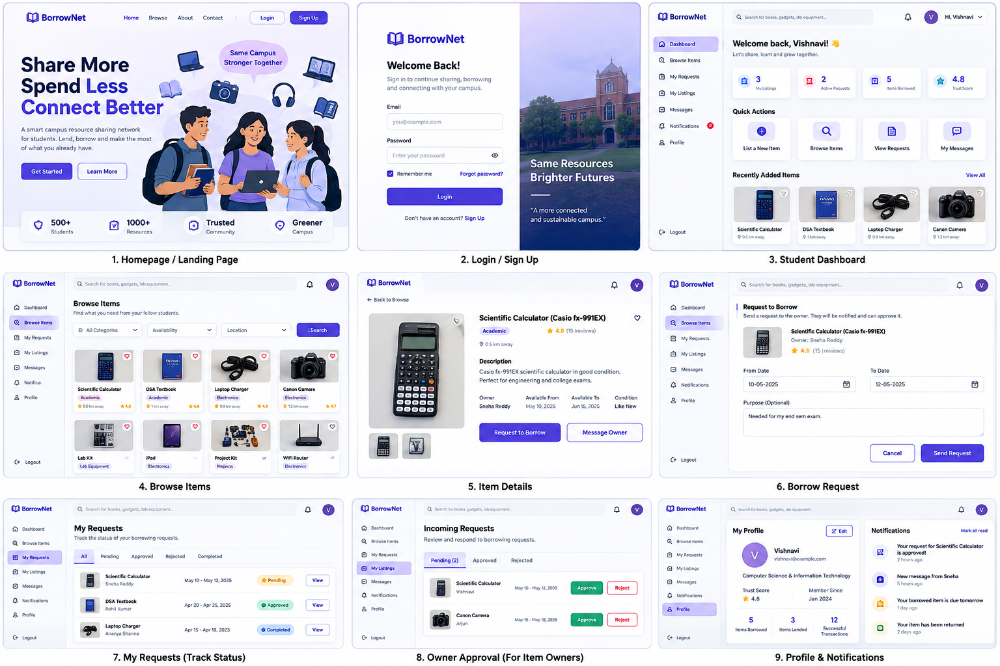 BorrowNet
Home Browse About Contact Login Sign Up
Share More
Spend Less
Connect Better
Same Campus
Stronger Together
A smart campus resource sharing network
for students. Lend, borrow and make the most
of what you already have.
Get Started Learn More
500+ Students
1000+ Resources
Trusted Community
Greener Campus
1. Homepage / Landing Page
BorrowNet
Welcome Back!
Sign in to continue sharing, borrowing
and connecting with your campus.
Email
you@example.com
Password
Enter your password
Remember me Forgot password?
Login
Don't have an account? Sign Up
Same Resources
Brighter Futures
“A more connected
and sustainable campus.”
2. Login / Sign Up
BorrowNet
Search for books, gadgets, lab equipment...
V Hi, Vishnavi
Dashboard
Browse Items
My Requests
My Listings
Messages
Notifications
Profile
Logout
Welcome back, Vishnavi! 👋
Let's share, learn and grow together.
3 My Listings
2 Active Requests
5 Items Borrowed
4.8 Trust Score
Quick Actions
List a New Item
Browse Items
View Requests
My Messages
Recently Added Items View All
Scientific Calculator
0.5 km away
DSA Textbook
1 km away
Laptop Charger
0.8 km away
Canon Camera
1.2 km away
3. Student Dashboard
BorrowNet
Search for books, gadgets, lab equipment...
V
Dashboard
Browse Items
My Requests
My Listings
Messages
Notifica:
Profile
Logout
Browse Items
Find what you need from your fellow students.
All Categories Availability Location Search
Scientific Calculator
Academic
0.5 km away 4.8
DSA Textbook
Academic
1 km away 4.6
Laptop Charger
Electronics
0.8 km away 4.9
Canon Camere
Electronics
1.2 km away 4.7
Lab Kit
Lab Equipment
iPad
Electronics
Project Kit
Projects
WiFi Router
Electronics
4. Browse Items
BorrowNet
V
← Back to Browse
Scientific Calculator (Casio fx-991EX)
Academic 4.8 (15 reviews)
0.5 km away
Description
Casio fx-991EX scientific calculator in good condition.
Perfect for engineering and college exams.
Owner Available From Available To Condition
Sneha Reddy May 10, 2025 Jun 15, 2025 Like New
Request to Borrow Message Owner
5. Item Details
BorrowNet
Search for books, gadgets, lab equipment...
V
Dashboard
Browse Items
My Requests
My Listings
Messages
Notifications
Profile
Logout
Request to Borrow
Send a request to the owner. They will be notified and can approve it.
Scientific Calculator (Casio fx-991EX)
Owner: Sneha Reddy
4.8 (15 reviews)
From Date To Date
10-05-2025 12-05-2025
Purpose (Optional)
Needed for my end sem exam.
Cancel Send Request
6. Borrow Request
BorrowNet
Search for books, gadgets, lab equipment...
V
Dashboard
Browse Items
My Requests
My Listings
Messages
Notifications
Profile
Logout
My Requests
Track the status of your borrowing requests.
All Pending Approved Rejected Completed
Scientific Calculator
Sneha Reddy
May 10 - May 12, 2025 Pending View
DSA Textbook
Rohit Kumar
Apr 20 - Apr 25, 2025 Approved View
Laptop Charger
Ananya Sharma
Apr 15 - Apr 18, 2025 Completed View
7. My Requests (Track Status)
BorrowNet
Search for books, gadgets, lab equipment...
V
Dashboard
Browse Items
My Requests
My Listings
Messages
Notifications
Profile
Logout
Incoming Requests
Review and respond to borrowing requests.
Pending (2) Approved Rejected
Scientific Calculator
Vishnavi
May 10 - May 12, 2005 Approve Reject
Canon Camera
Arjun
May 15 - May 18, 2025 Approve Reject
8. Owner Approval (For Item Owners)
BorrowNet
Search for books, gadgets, lab equipment...
V
Dashboard
Browse Items
My Requests
My Listings
Messages
Notifications
Profile
Logout
My Profile Edit
V
Vishnavi
vishnavi@example.com
Computer Science & Information Technology
Trust Score Member Since
4.8 Jan 2024
5 Items Borrowed
3 Items Lended
12 Successful Transactions
Notifications Mark all read
Your request for Scientific Calculator
is approved!
2 hours ago
New message from Sneha
5 hours ago
Your borrowed item is due tomorrow
1 day ago
Your item has been returned
2 days ago
9. Profile & Notifications